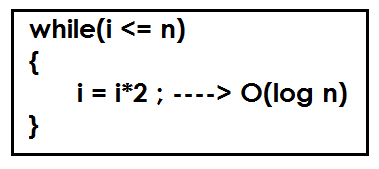 while(i <= n)
{
i = i*2 ; ----> O(log n)
}